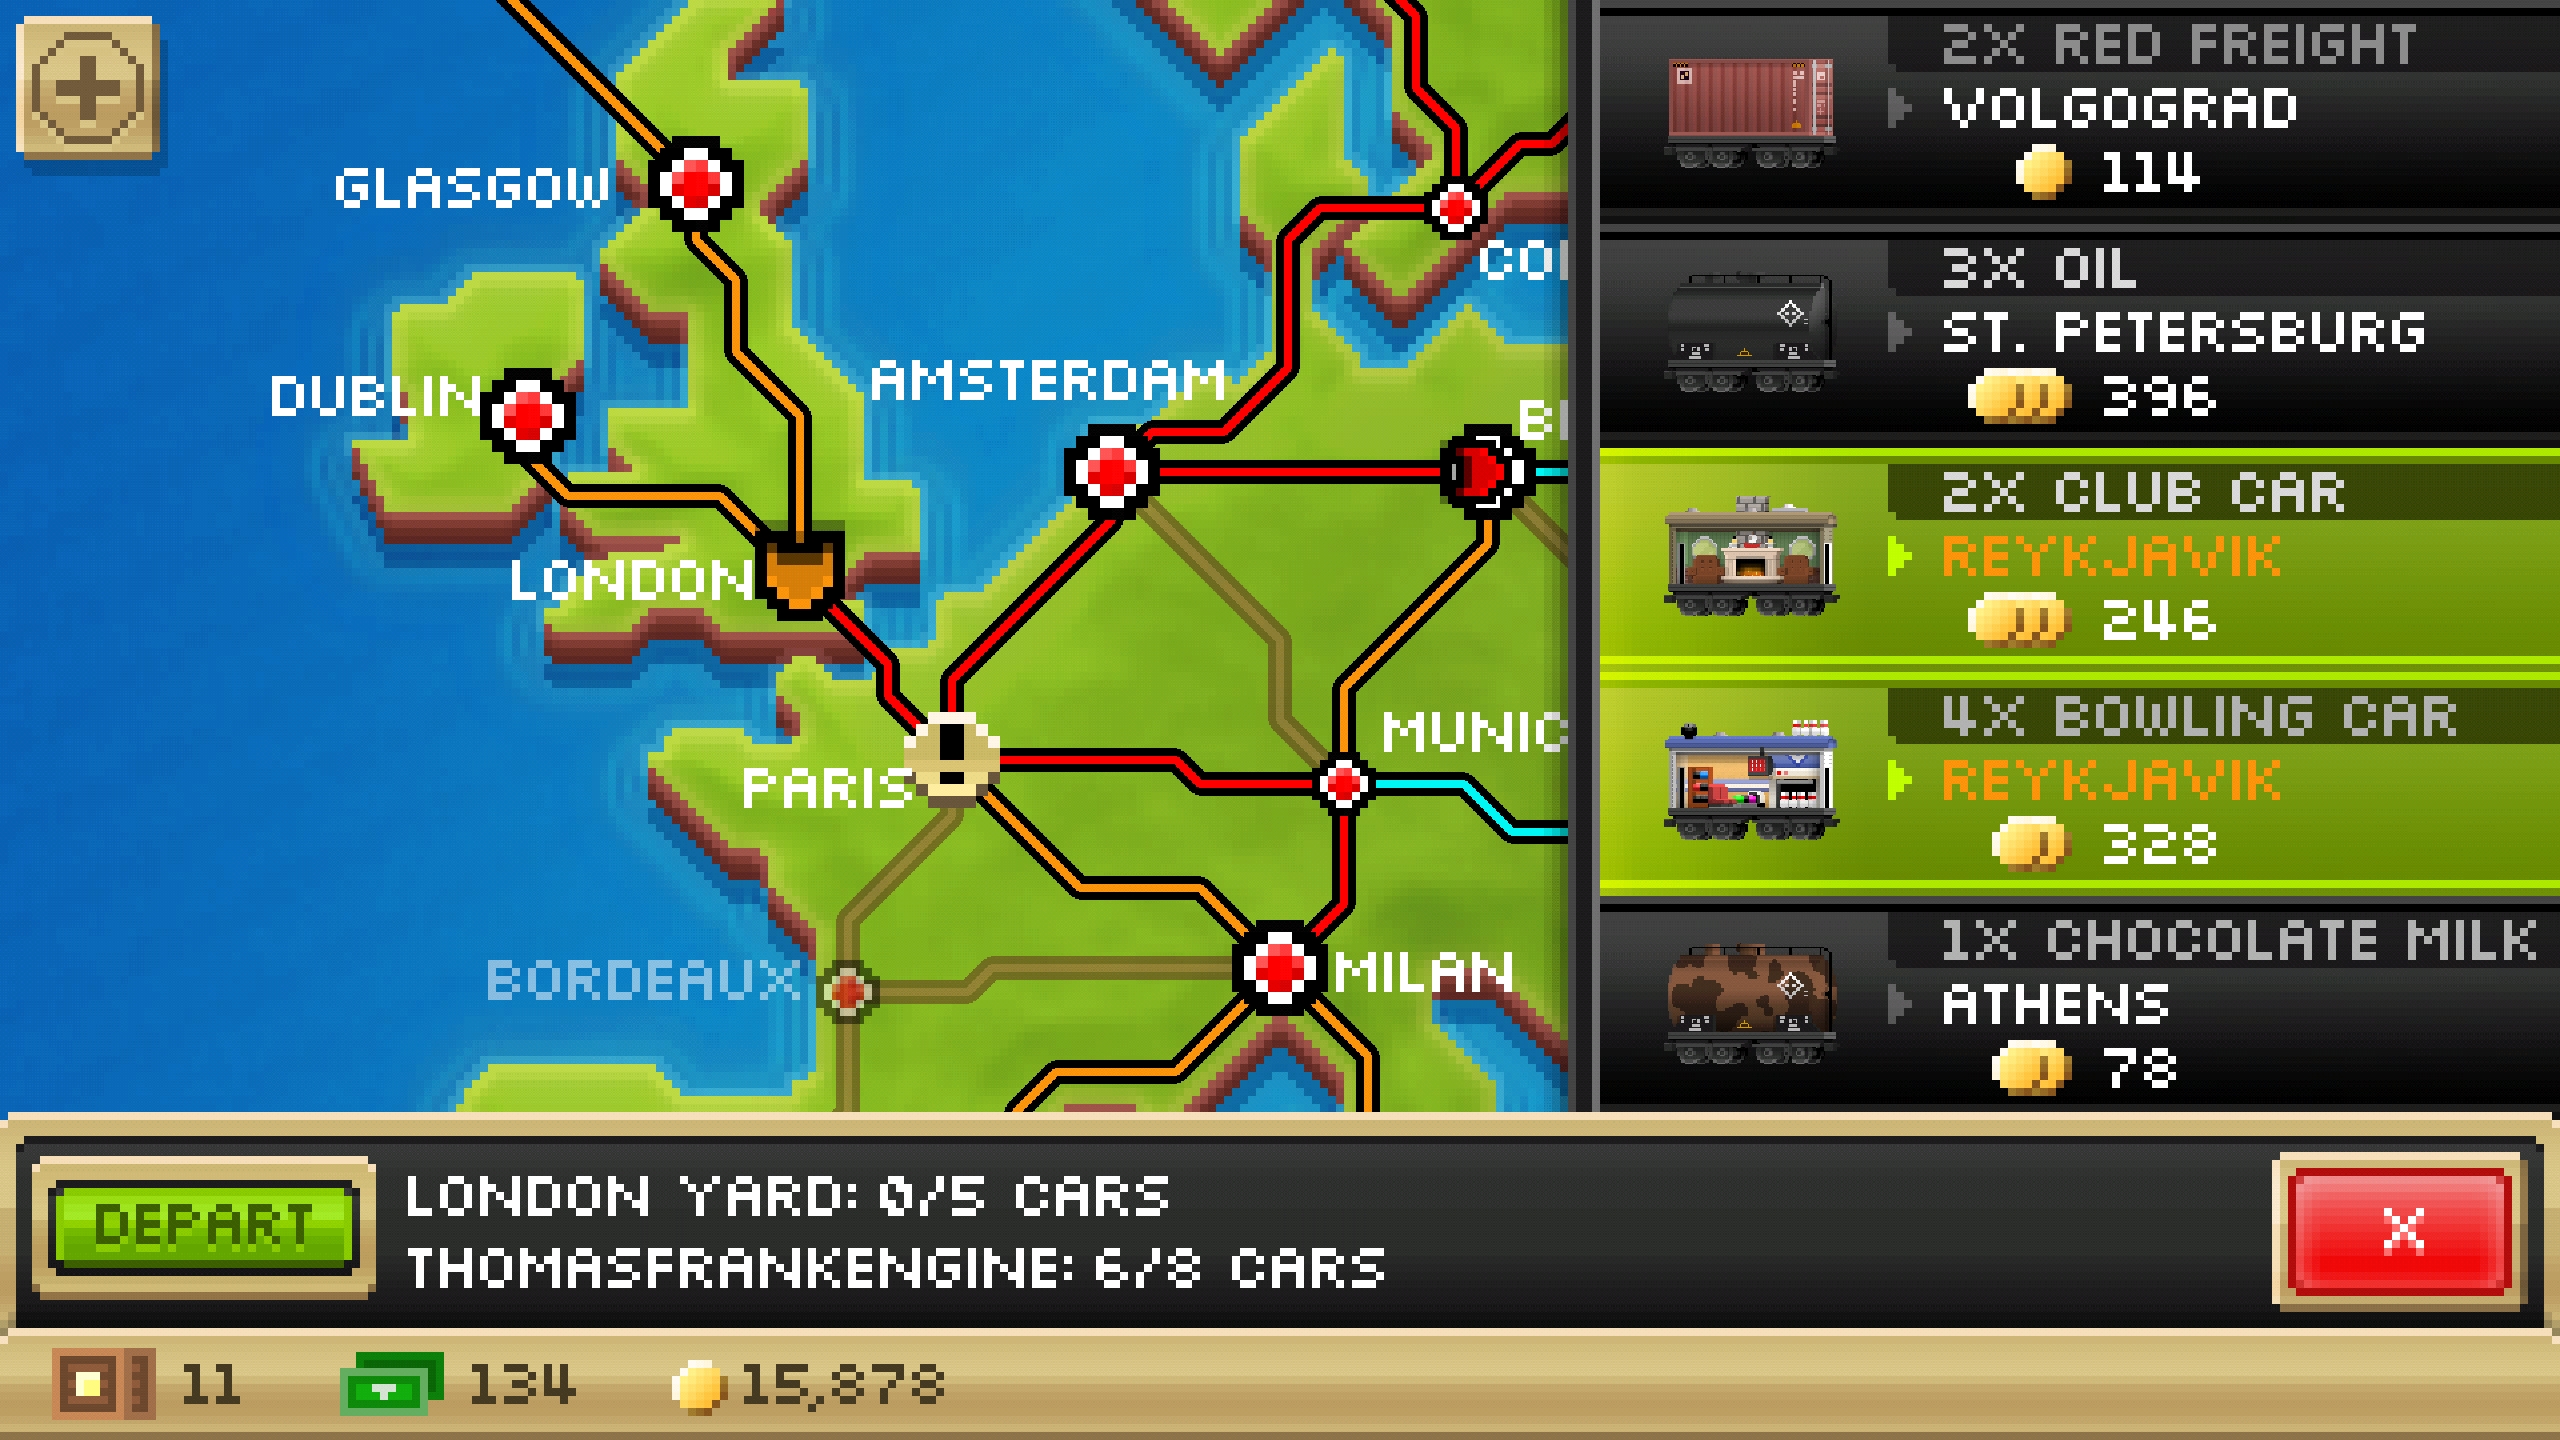 GLASGOW
DUBLIN
LONDON
AMSTERDAM
PARIS
BORDEAUX
MILAN
2X RED FREIGHT
VOLGOGRAD
114
3X OIL
ST. PETERSBURG
396
2X CLUB CAR
REYKJAVIK
246
4X BOWLING CAR
REYKJAVIK
328
1X CHOCOLATE MILK
ATHENS
78
DEPART
LONDON YARD: 0/5 CARS
THOMASFRANKENGINE: 6/8 CARS
X
11
134
15,878